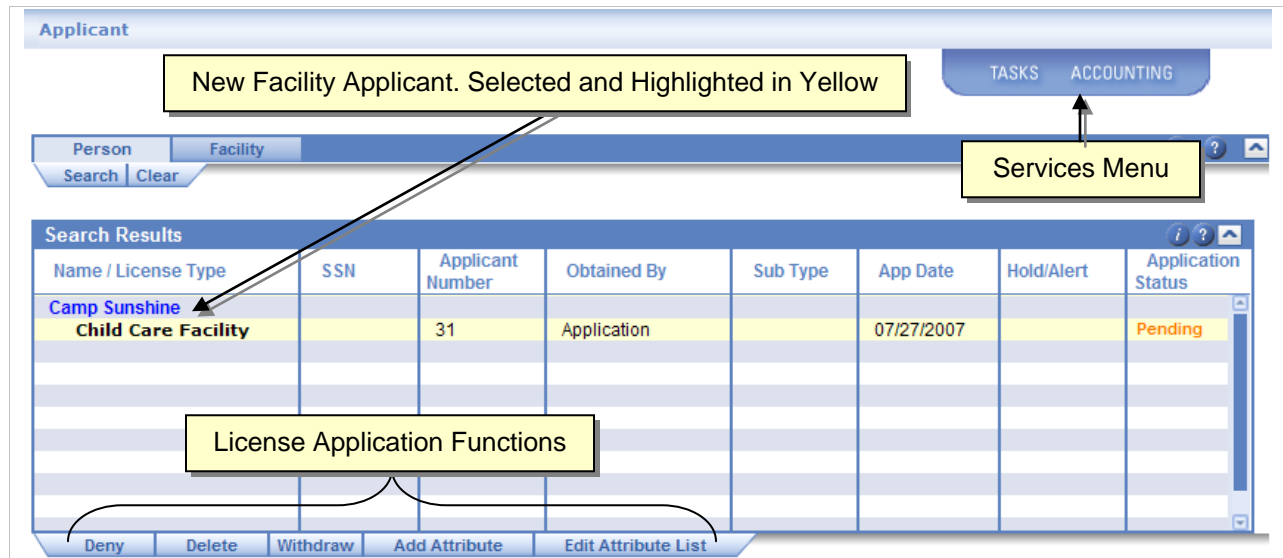 Applicant
New Facility Applicant. Selected and Highlighted in Yellow
TASKS ACCOUNTING
Person Facility
?
Search Clear
Services Menu
Search Results
i ?
Name / License Type SSN Applicant Number Obtained By Sub Type App Date Hold/Alert Application Status
Camp Sunshine
Child Care Facility 31 Application 07/27/2007 Pending
License Application Functions
Deny Delete Withdraw Add Attribute Edit Attribute List